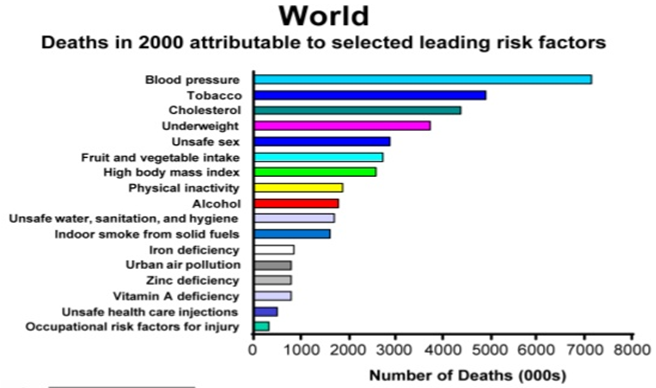 World
Deaths in 2000 attributable to selected leading risk factors
Blood pressure
Tobacco
Cholesterol
Underweight
Unsafe sex
Fruit and vegetable intake
High body mass index
Physical inactivity
Alcohol
Unsafe water, sanitation, and hygiene
Indoor smoke from solid fuels
Iron deficiency
Urban air pollution
Zinc deficiency
Vitamin A deficiency
Unsafe health care injections
Occupational risk factors for injury
0 1000 2000 3000 4000 5000 6000 7000 8000
Number of Deaths (000s)